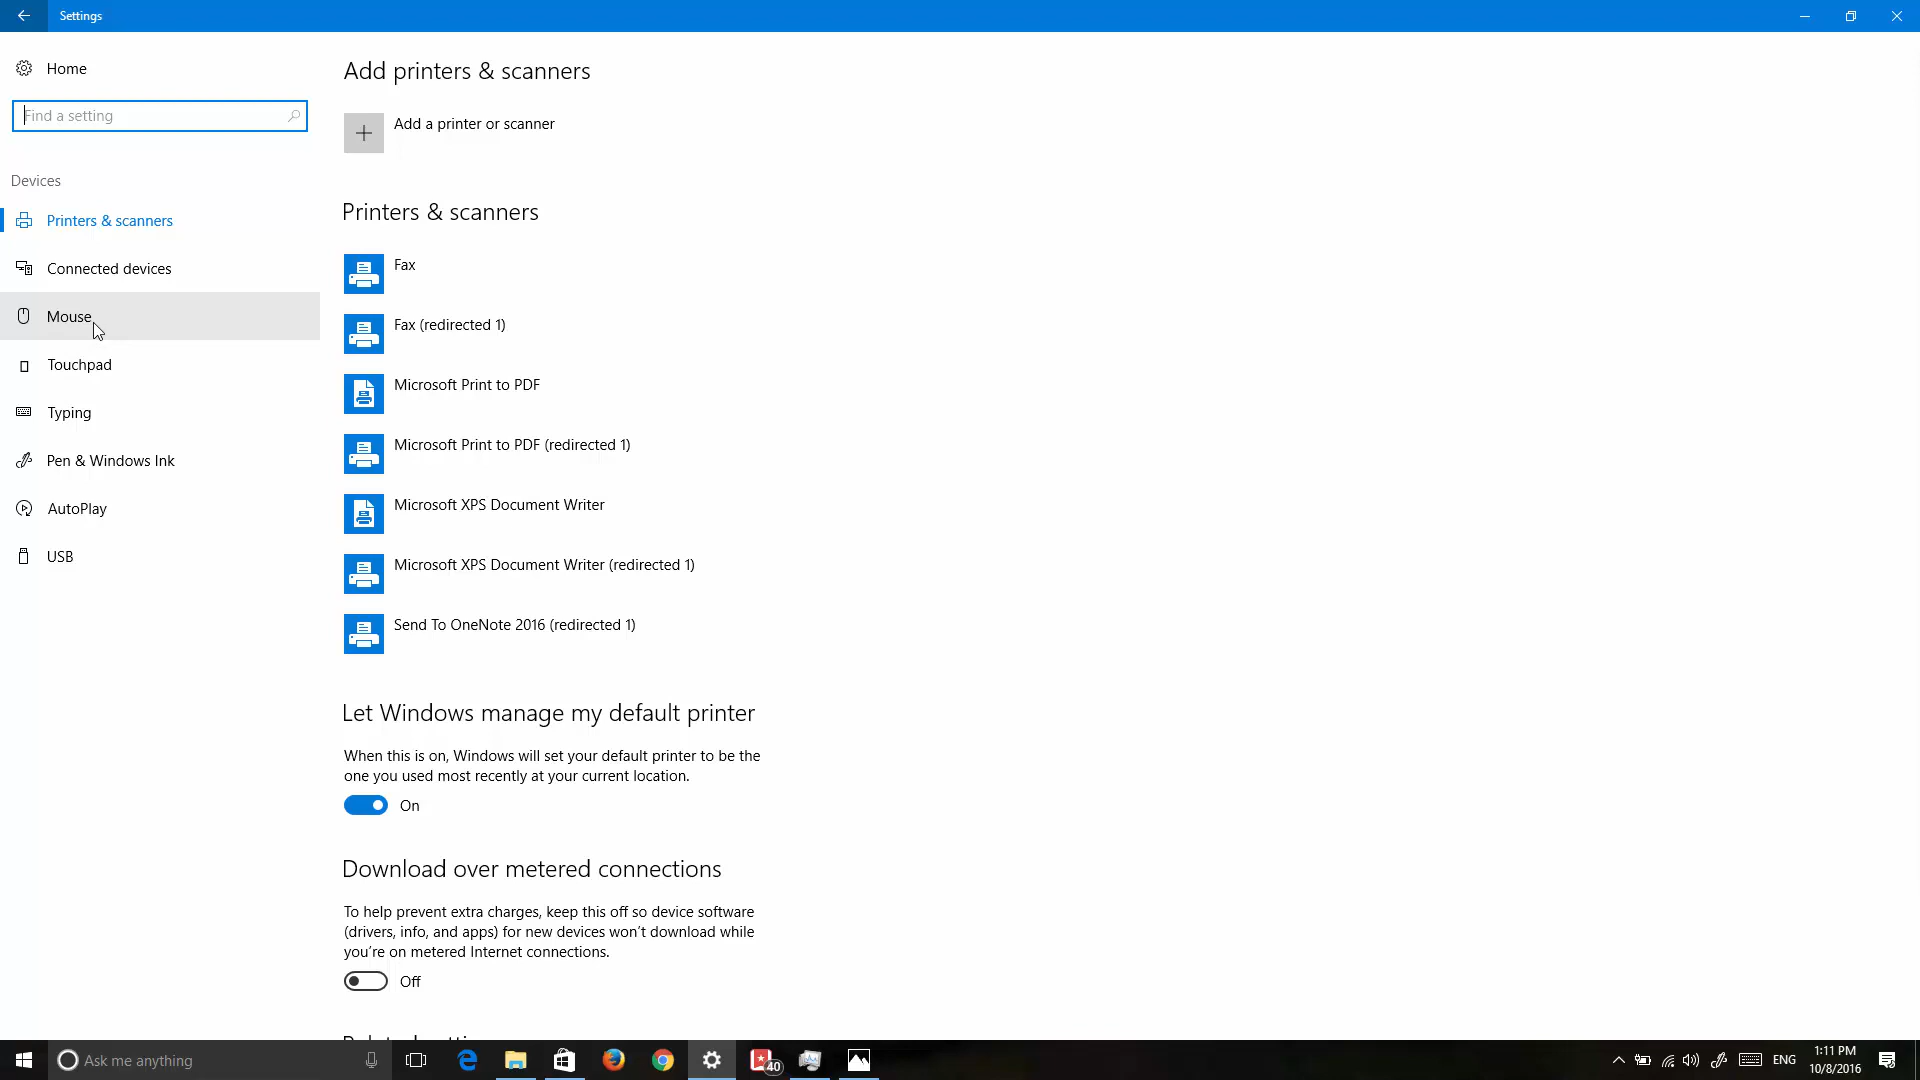 Settings
Home
Find a setting
Devices
Printers & scanners
Connected devices
Mouse
Touchpad
Typing
Pen & Windows Ink
AutoPlay
USB
Add printers & scanners
Add a printer or scanner
Printers & scanners
Fax
Fax (redirected 1)
Microsoft Print to PDF
Microsoft Print to PDF (redirected 1)
Microsoft XPS Document Writer
Microsoft XPS Document Writer (redirected 1)
Send To OneNote 2016 (redirected 1)
Let Windows manage my default printer
When this is on, Windows will set your default printer to be the
one you used most recently at your current location.
On
Download over metered connections
To help prevent extra charges, keep this off so device software
(drivers, info, and apps) for new devices won't download while
you're on metered Internet connections.
Off
Ask me anything
40
ENG
1:11 PM
10/8/2016